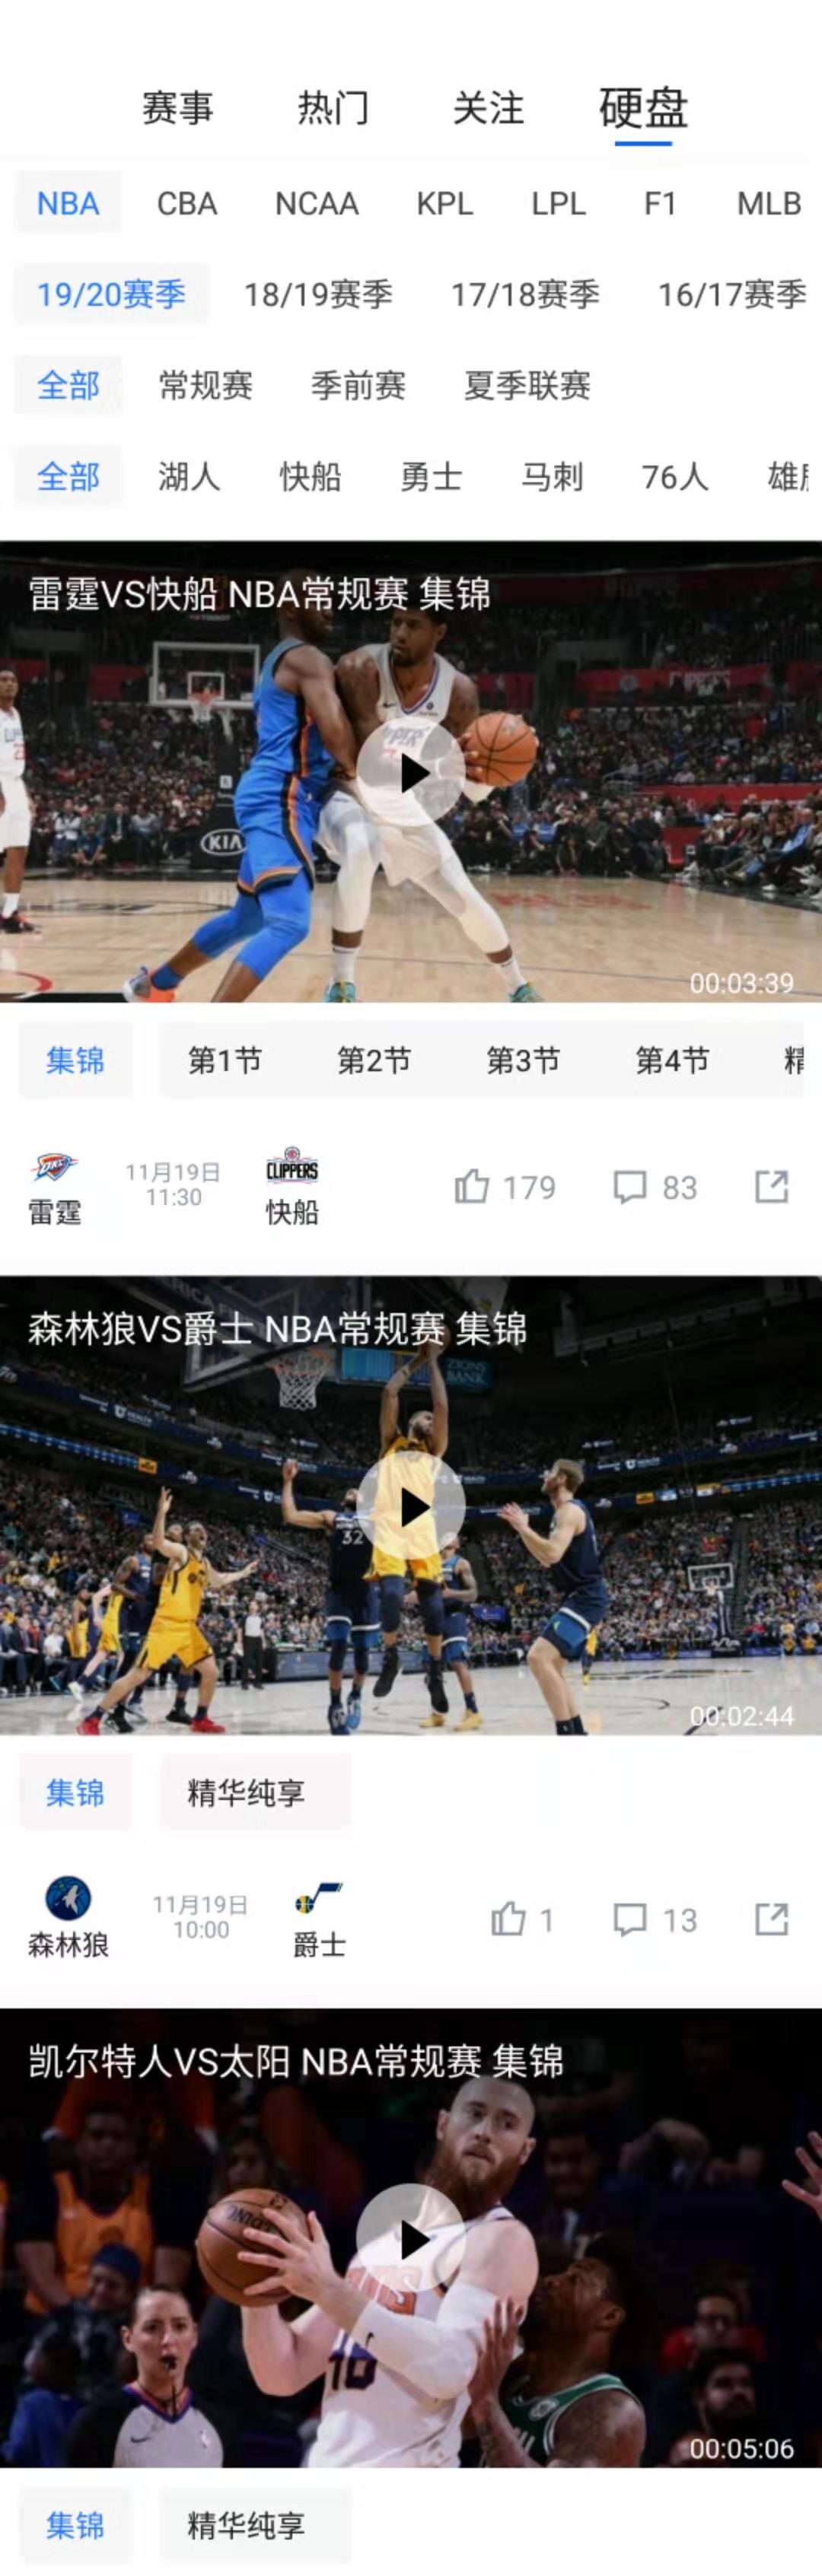 赛事 热门 关注 硬盘
NBA CBA NCAA KPL LPL F1 MLB
19/20赛季 18/19赛季 17/18赛季 16/17赛季
全部 常规赛 季前赛 夏季联赛
全部 湖人 快船 勇士 马刺 76人 雄
雷霆VS快船 NBA常规赛 集锦
KIA
00:03:39
集锦 第1节 第2节 第3节 第4节 精
OKC
CLIPPERS
11月19日
11:30
179 83
雷霆 快船
森林狼VS爵士 NBA常规赛 集锦
ZIONS
BANK
32
00:02:44
集锦 精华纯享
11月19日
10:00
1 13
森林狼 爵士
凯尔特人VS太阳 NBA常规赛 集锦
00:05:06
集锦 精华纯享